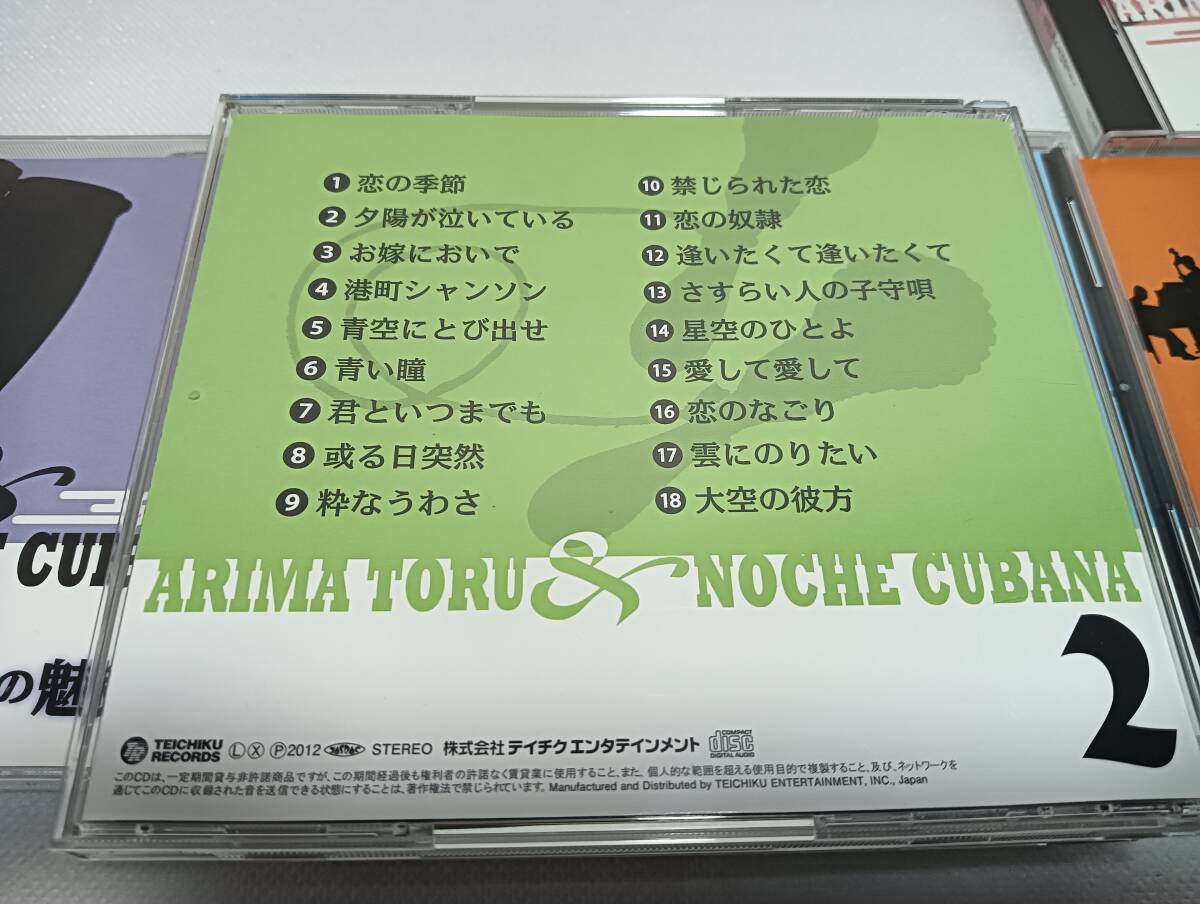 1 恋の季節
2 夕陽が泣いている
3 お嫁においで
4 港町シャンソン
5 青空にとび出せ
6 青い瞳
7 君といつまでも
8 或る日突然
9 粋なうわさ
10 禁じられた恋
11 恋の奴隷
12 逢いたくて逢いたくて
13 さすらい人の子守唄
14 星空のひとよ
15 愛して愛して
16 恋のなごり
17 雲にのりたい
18 大空の彼方
ARIMA TORU & NOCHE CUBANA
2
TEICHIKU RECORDS Ⓛ Ⓧ Ⓟ2012 JASRAC STEREO 株式会社テイチクエンタテインメント COMPACT disc DIGITAL AUDIO
このCDは、一定期間貸与非許諾商品ですが、この期間経過後も権利者の許諾なく賃貸業に使用すること、また、個人的な範囲を超える使用目的で複製すること、及び、ネットワークを
通じてこのCDに収録された音を送信できる状態にすることは、著作権法で禁じられています。Manufactured and Distributed by TEICHIKU ENTERTAINMENT, INC., Japan
の魅